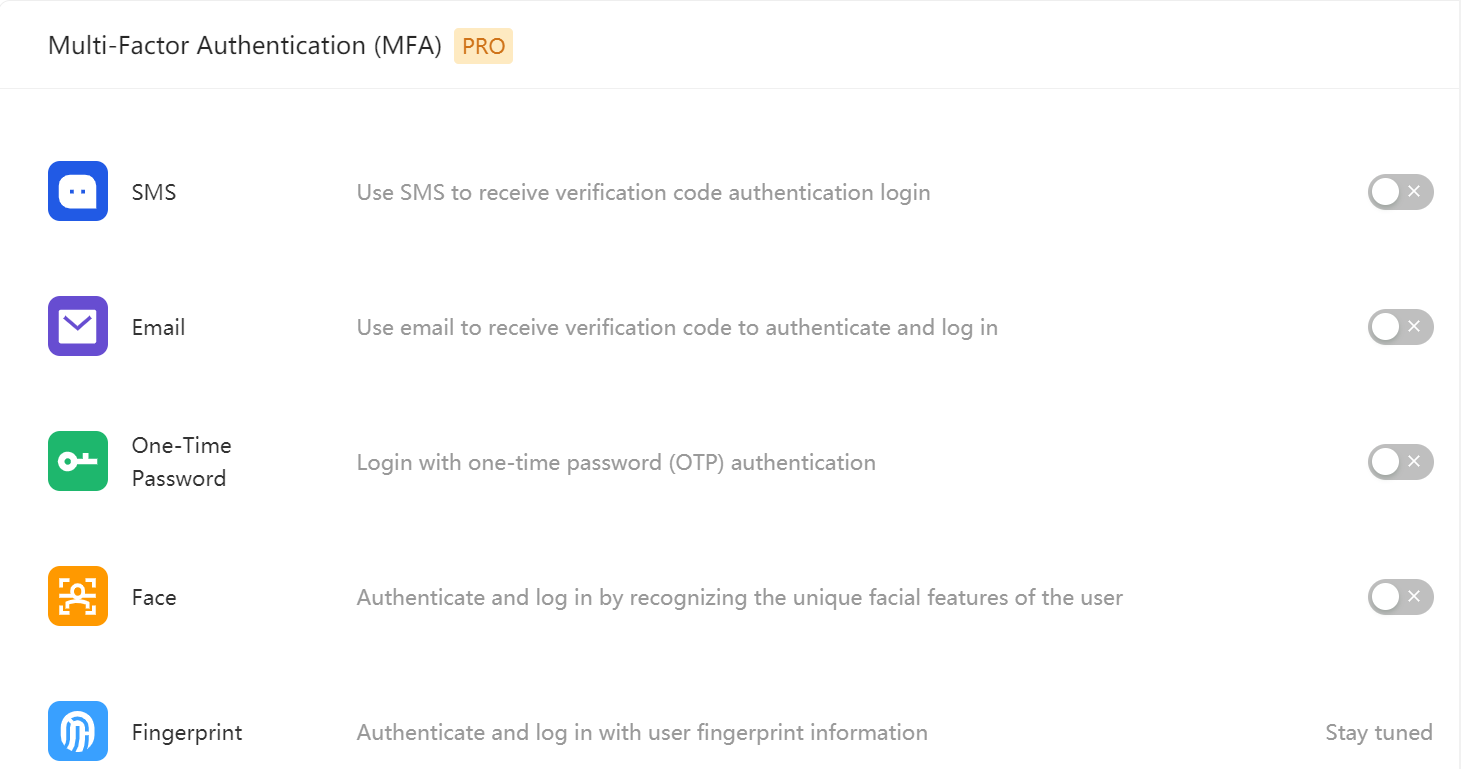 Multi-Factor Authentication (MFA) PRO
SMS Use SMS to receive verification code authentication login
Email Use email to receive verification code to authenticate and log in
One-Time
Password
Login with one-time password (OTP) authentication
Face Authenticate and log in by recognizing the unique facial features of the user
Fingerprint Authenticate and log in with user fingerprint information Stay tuned